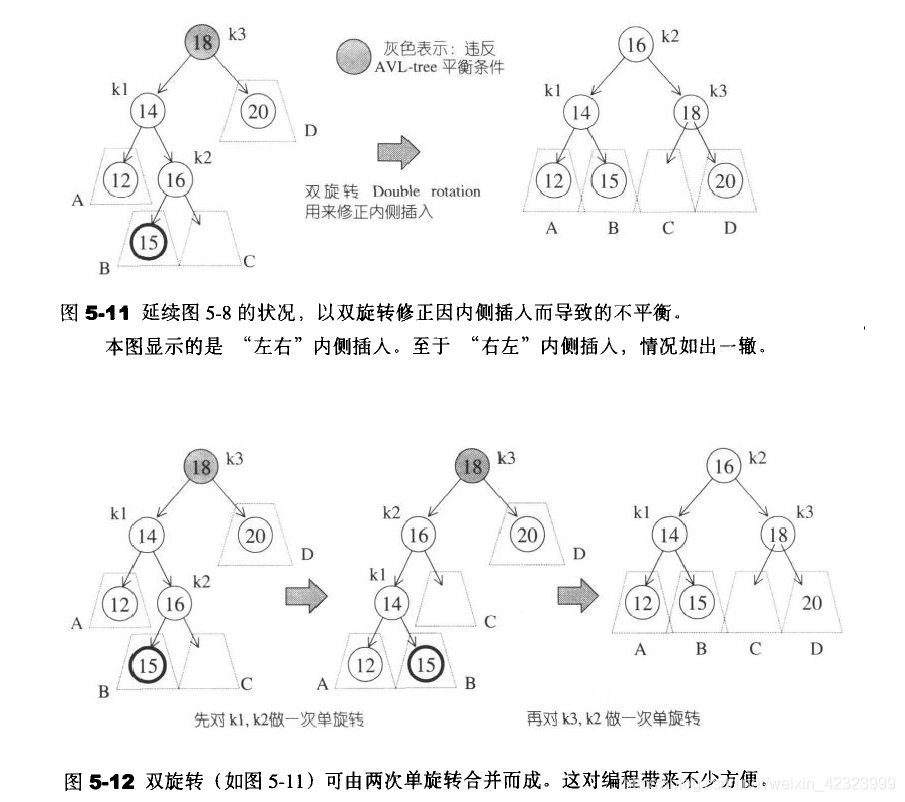 18 k3
灰色表示：违反
AVL-tree 平衡条件
16 k2
k1
14
20
D
k1
14
k3
18
k2
A
12
16
双旋转 Double rotation
用来修正内侧插入
12
15
20
B
15
C
A B C D
图 5-11 延续图 5-8 的状况，以双旋转修正因内侧插入而导致的不平衡。
本图显示的是 “左右”内侧插入。至于 “右左”内侧插入，情况如出一辙。
18 k3
18 k3
16 k2
k1
14
20
D
k2
16
20
D
k1
14
k3
18
k2
A
12
16
k1
14
C
12
15
20
B
15
C
A
12
15
B
A B C D
先对 k1, k2做一次单旋转
再对 k3, k2 做一次单旋转
图 5-12 双旋转（如图 5-11）可由两次单旋转合并而成。这对编程带来不少方便。
weixin_42323999